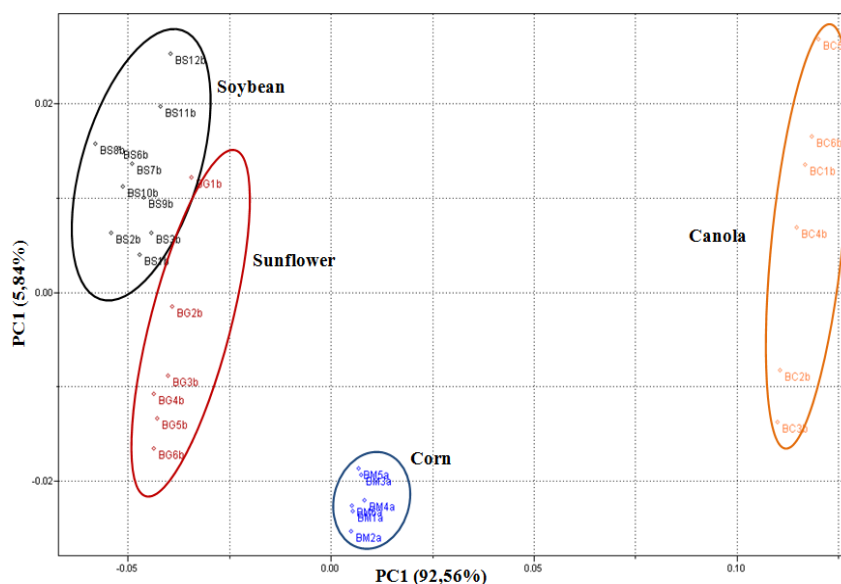 BS12b
Soybean
BS11b
0.02
BS8b
BS6b
BS7b
BG1b
BS10b
BS9b
BS2b
BS3b
BS1b
Sunflower
Canola
BC6b
BC1b
BC4b
0.00
BG2b
BG3b
BG4b
BG5b
BG6b
BC2b
BC3b
Corn
-0.02
BM5a
BM3a
BM4a
BM1a
BM2a
-0.05
0.00
0.05
0.10
PC1 (92,56%)
PC1 (5,84%)